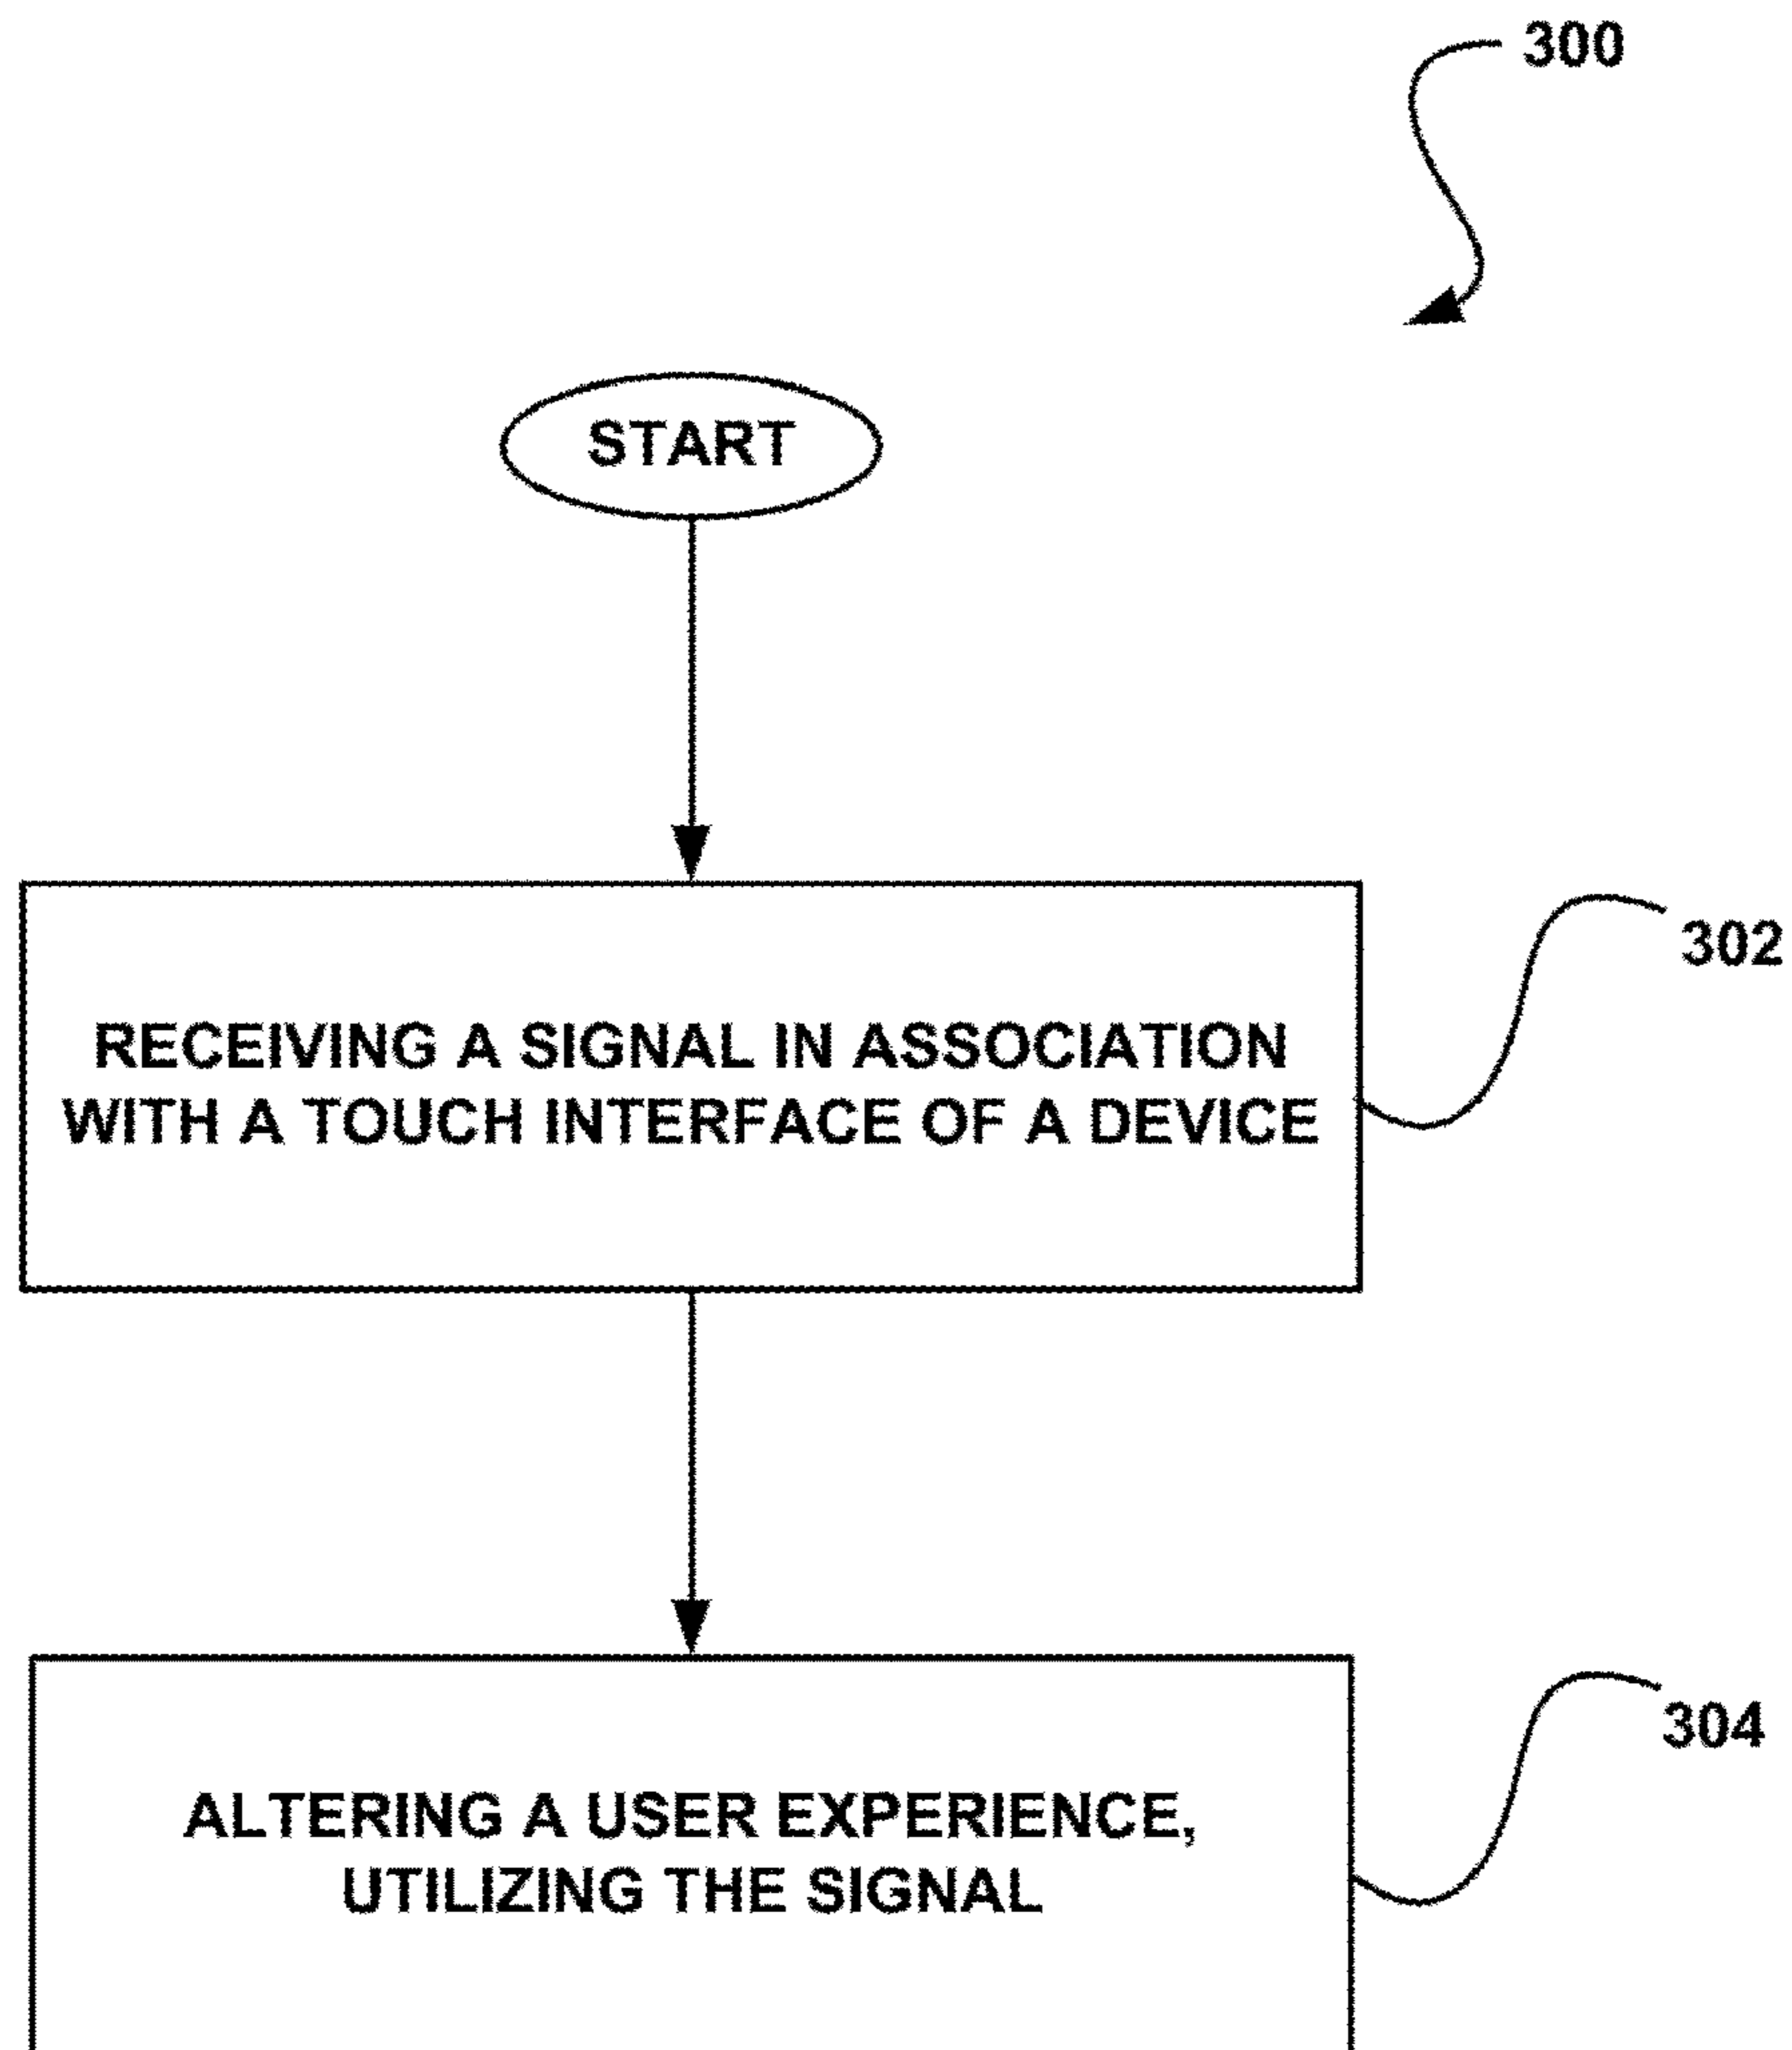 300
START
302
RECEIVING A SIGNAL IN ASSOCIATION
WITH A TOUCH INTERFACE OF A DEVICE
304
ALTERING A USER EXPERIENCE,
UTILIZING THE SIGNAL